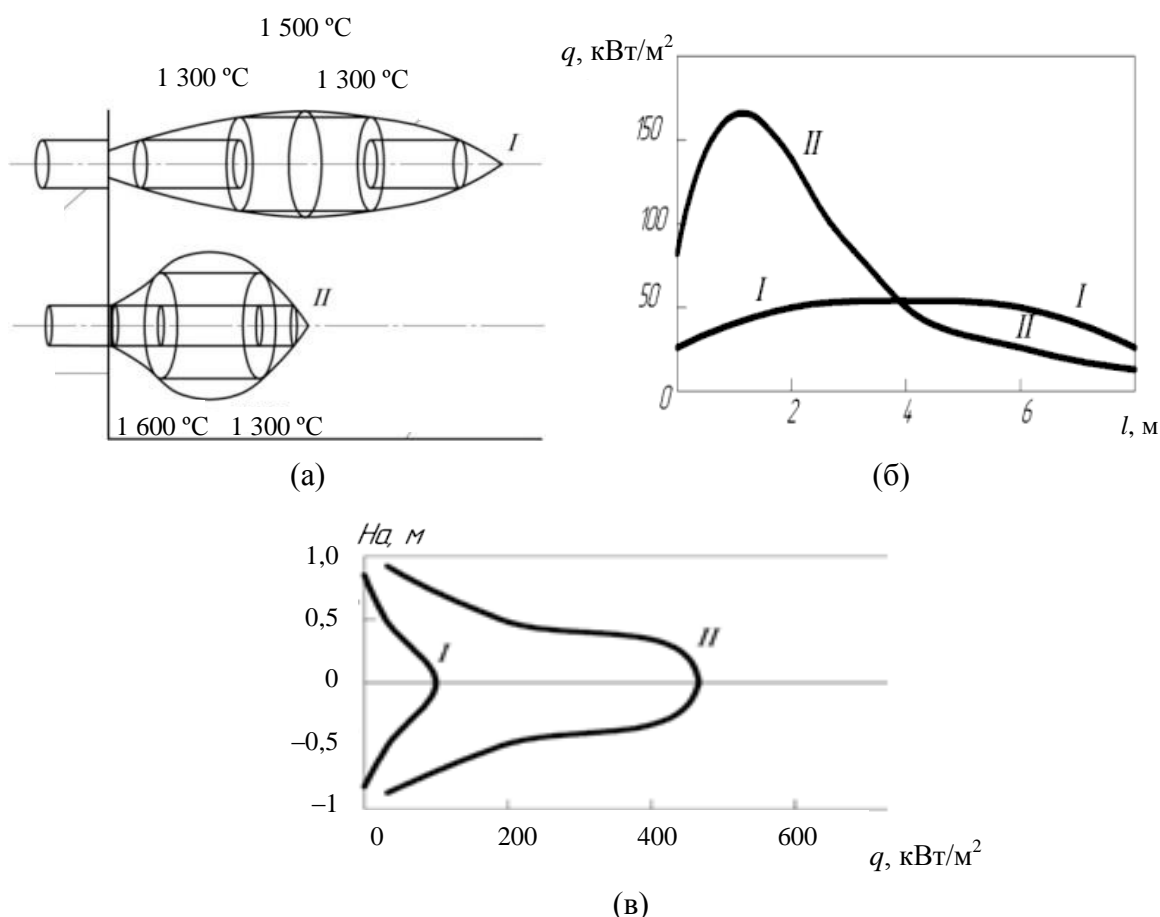 1 500 ºC
1 300 ºC 1 300 ºC
I
II
1 600 ºC 1 300 ºC
(а)
q, кВт/м²
150
100
50
0
2 4 6
l, м
II
I I
II
(б)
На, м
1,0
0,5
0
–0,5
–1
I
II
0 200 400 600
q, кВт/м²
(в)